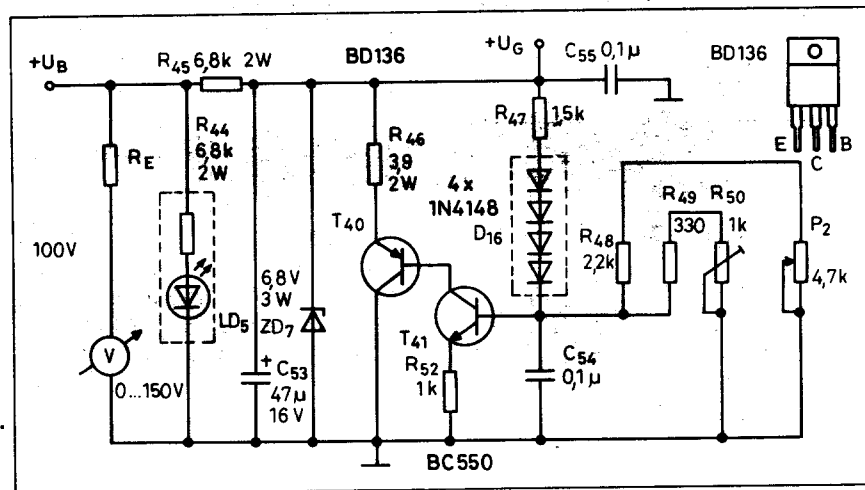 +UB
R45 6,8k 2W
BD136
+UG
C55 0,1µ
BD136
E
C
B
RE
R44
6,8k
2W
R46
3,9
2W
R47 1,5k
4x
1N4148
D16
R49
330
R50
1k
P2
4,7k
R48
2,2k
T40
100V
V
0...150V
LD5
6,8V
3W
ZD7
+
C53
47µ
16V
T41
R52
1k
C54
0,1µ
BC550